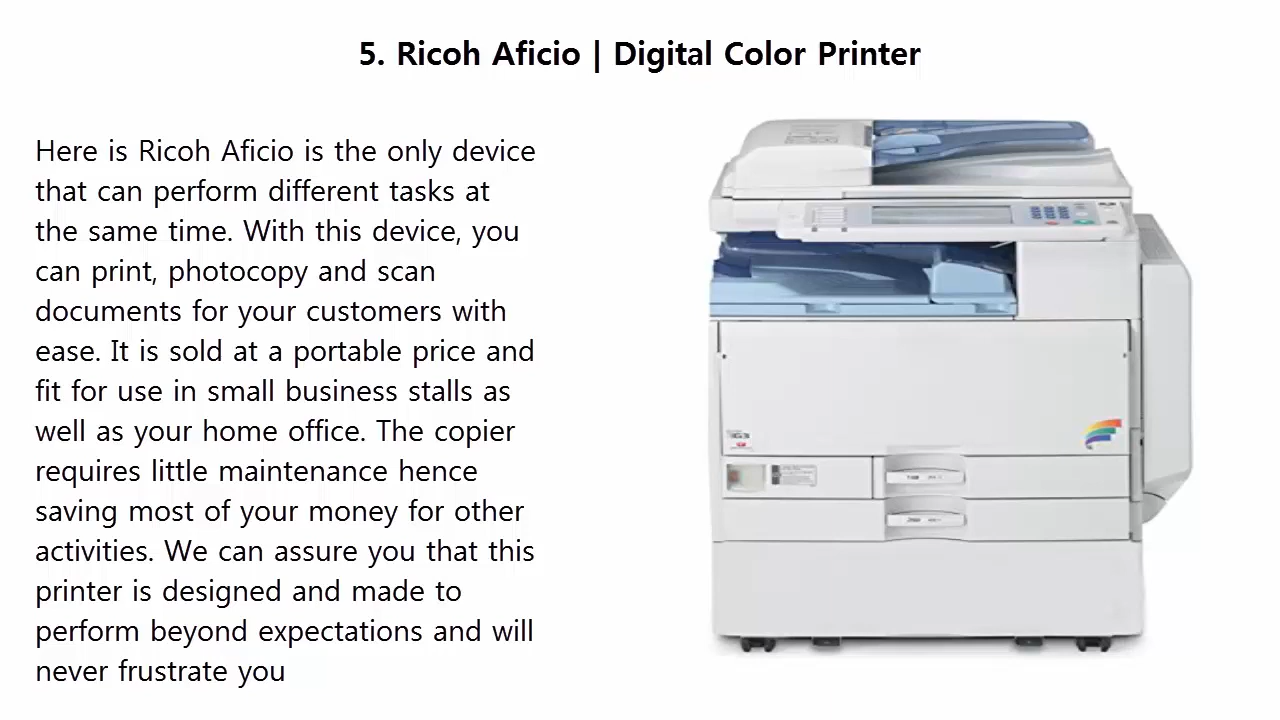 5. Ricoh Aficio | Digital Color Printer
Here is Ricoh Aficio is the only device
that can perform different tasks at
the same time. With this device, you
can print, photocopy and scan
documents for your customers with
ease. It is sold at a portable price and
fit for use in small business stalls as
well as your home office. The copier
requires little maintenance hence
saving most of your money for other
activities. We can assure you that this
printer is designed and made to
perform beyond expectations and will
never frustrate you